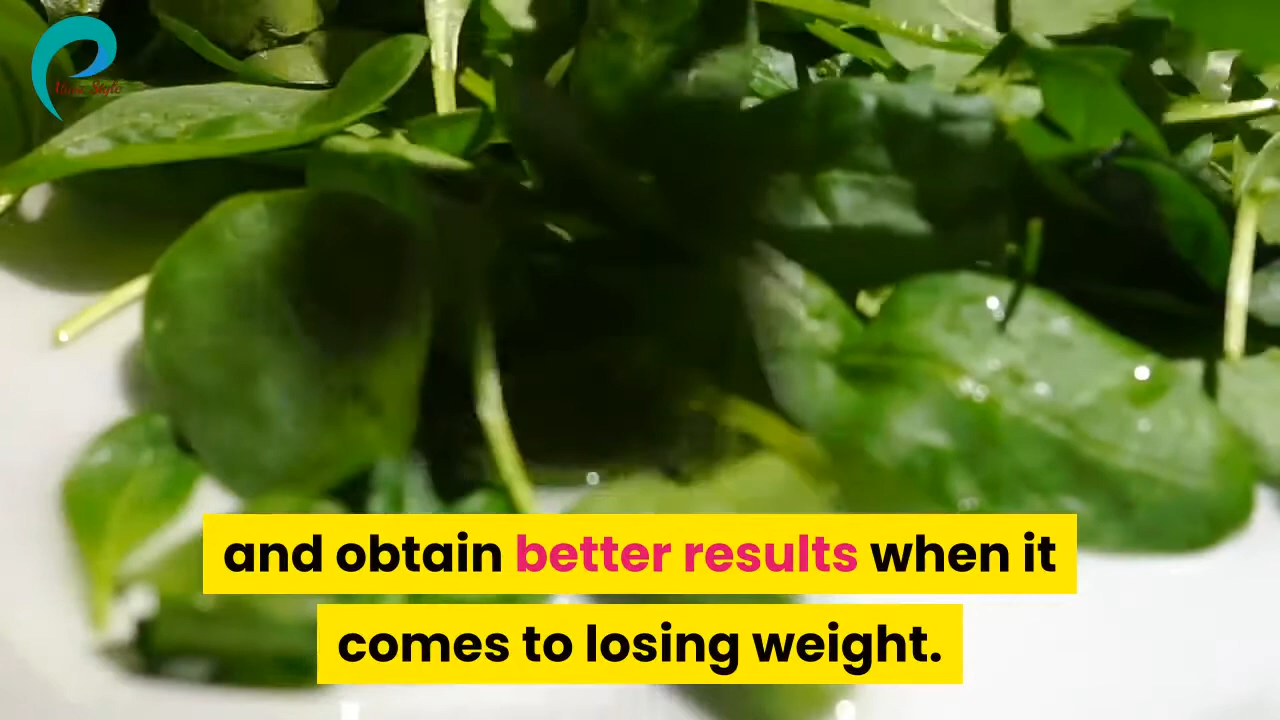 and obtain better results when it
comes to losing weight.